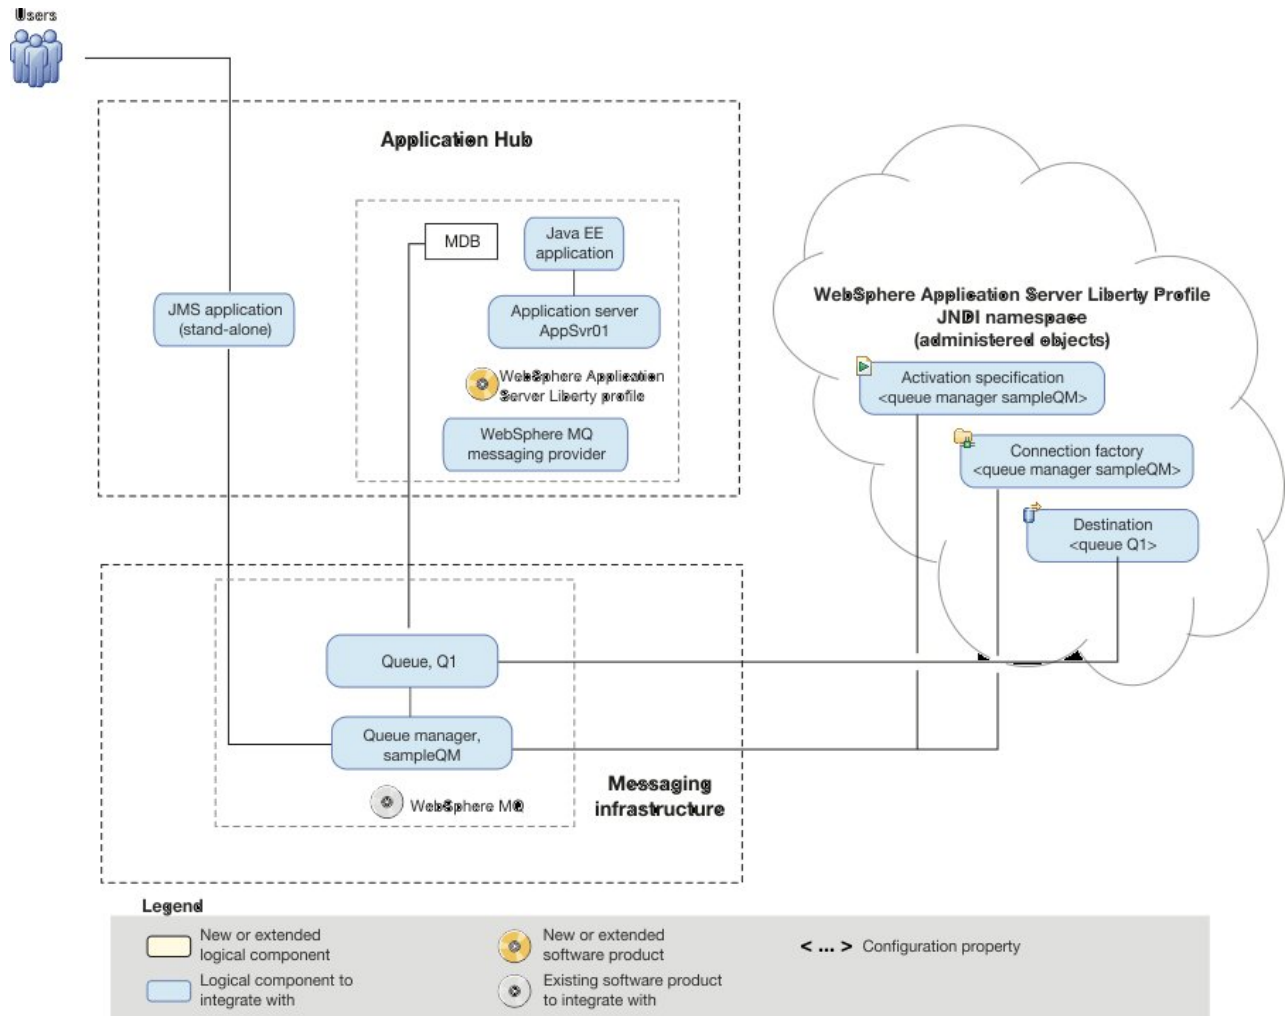 Users
Application Hub
MDB
Java EE
application
JMS application
(stand-alone)
Application server
AppSvr01
WebSphere Application
Server Liberty profile
WebSphere MQ
messaging provider
WebSphere Application Server Liberty Profile
JNDI namespace
(administered objects)
Activation specification
<queue manager sampleQM>
Connection factory
<queue manager sampleQM>
Destination
<queue Q1>
Queue, Q1
Queue manager,
sampleQM
WebSphere MQ
Messaging
infrastructure
Legend
New or extended
logical component
Logical component to
integrate with
New or extended
software product
Existing software product
to integrate with
< ... > Configuration property